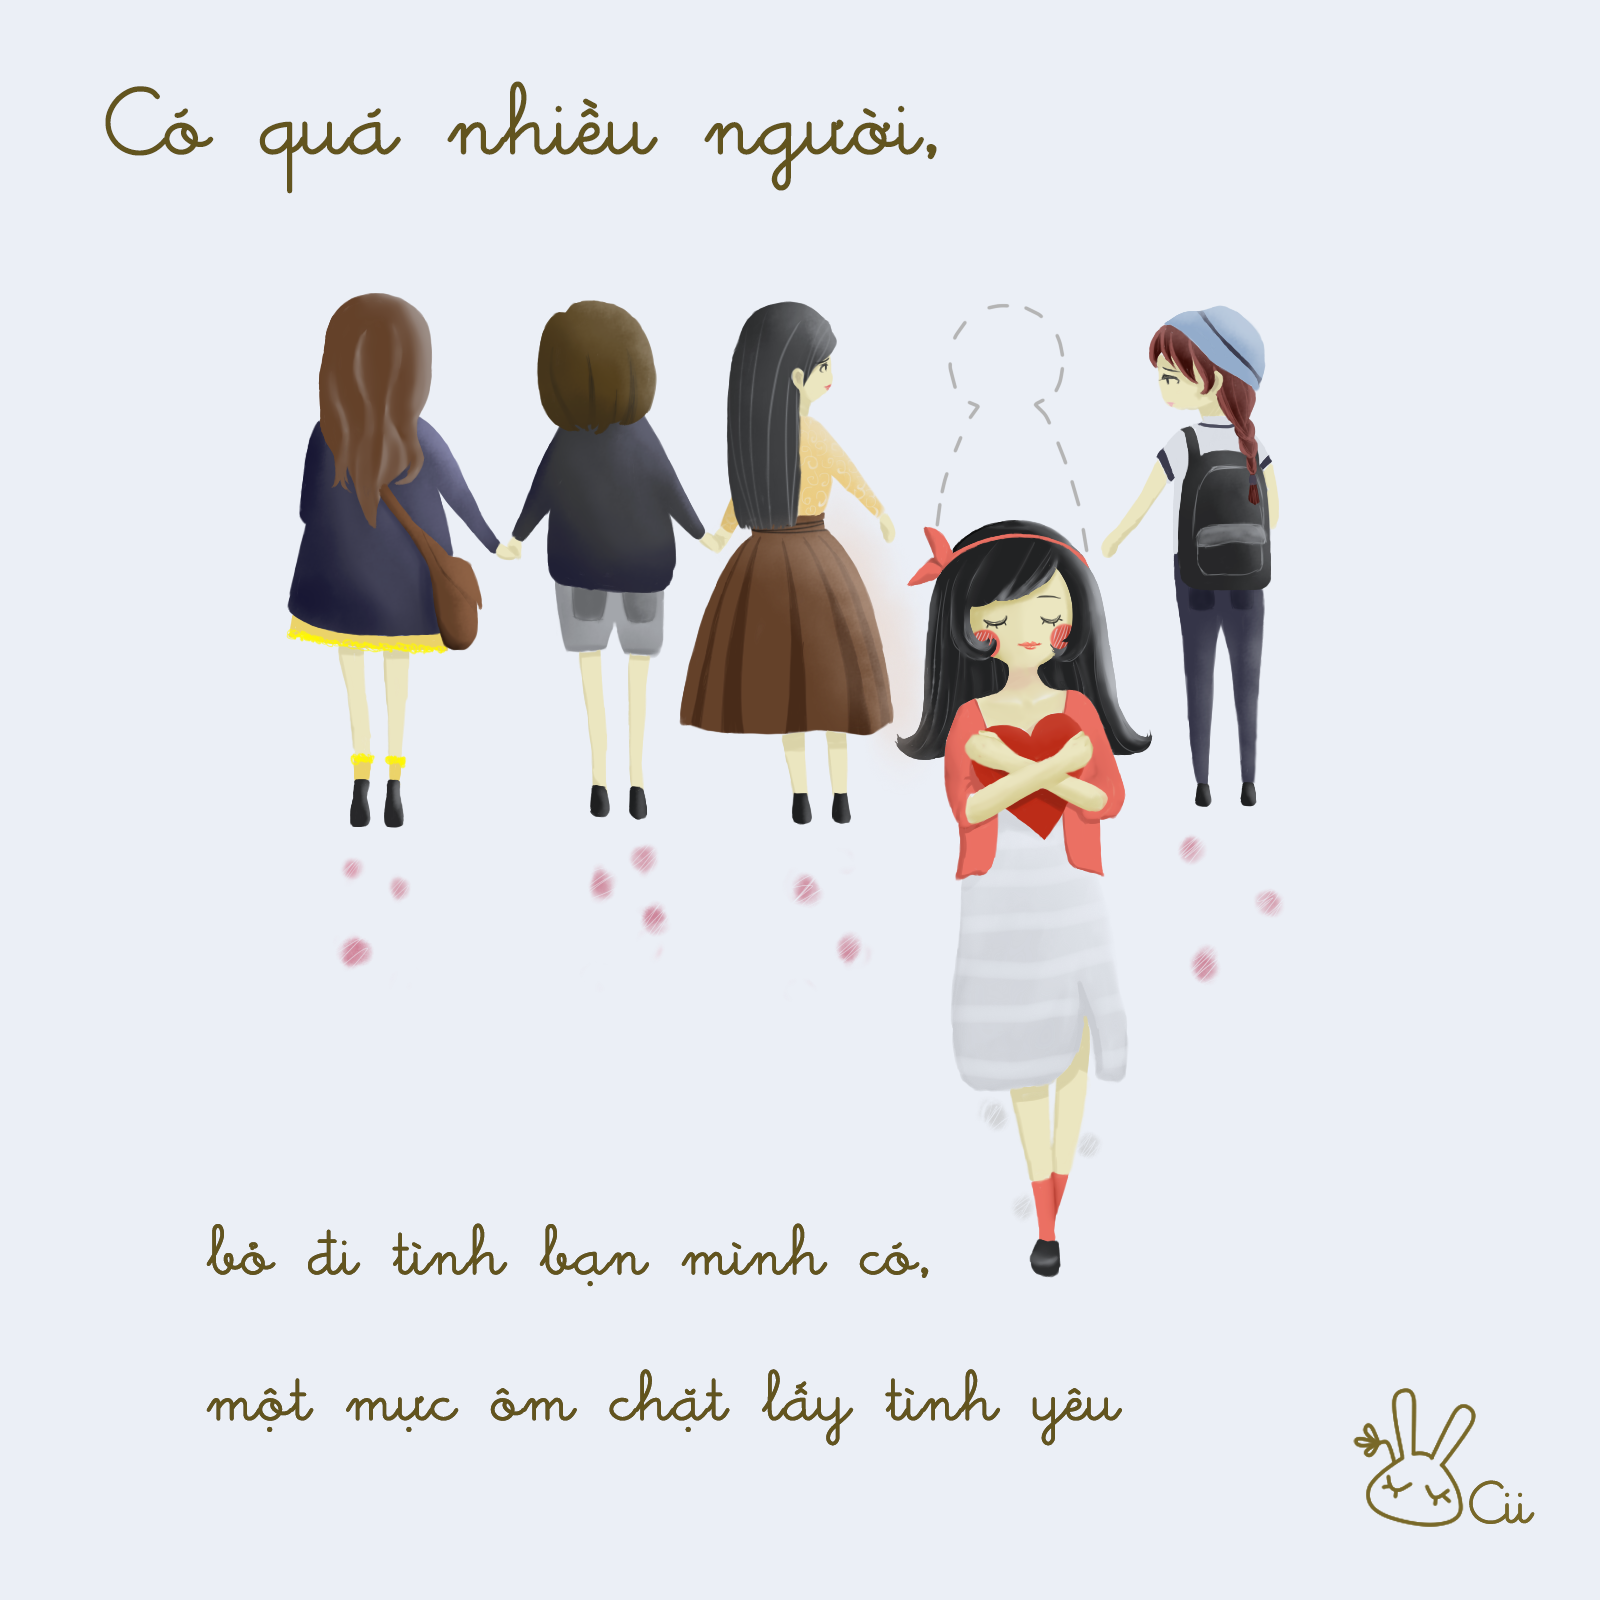 Có quá nhiều người,
bỏ đi tình bạn mình có,
một mực ôm chặt lấy tình yêu
Cii